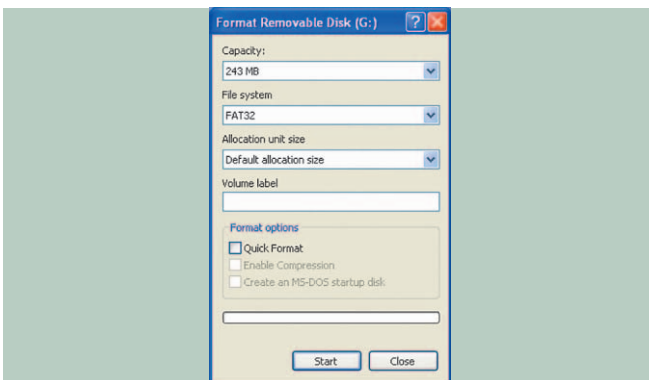 Format Removable Disk (G:)
Capacity:
243 MB
File system
FAT32
Allocation unit size
Default allocation size
Volume label
Format options
Quick Format
Enable Compression
Create an MS-DOS startup disk
Start Close